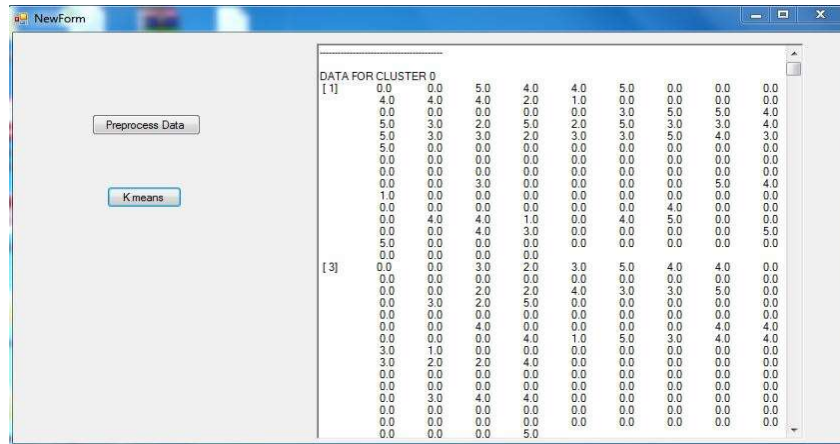 NewForm
Preprocess Data
K means
DATA FOR CLUSTER 0
[ 1] 0.0 0.0 5.0 4.0 4.0 5.0 0.0 0.0 0.0
4.0 4.0 4.0 2.0 1.0 0.0 0.0 0.0 0.0
0.0 0.0 0.0 0.0 0.0 3.0 5.0 5.0 4.0
5.0 3.0 2.0 5.0 2.0 5.0 3.0 3.0 4.0
5.0 3.0 3.0 2.0 3.0 3.0 5.0 4.0 3.0
5.0 0.0 0.0 0.0 0.0 0.0 0.0 0.0 0.0
0.0 0.0 0.0 0.0 0.0 0.0 0.0 0.0 0.0
0.0 0.0 0.0 0.0 0.0 0.0 0.0 0.0 0.0
0.0 0.0 3.0 0.0 0.0 0.0 0.0 5.0 4.0
1.0 0.0 0.0 0.0 0.0 0.0 0.0 0.0 0.0
0.0 0.0 0.0 0.0 0.0 0.0 4.0 0.0 0.0
0.0 4.0 4.0 1.0 0.0 4.0 5.0 0.0 0.0
0.0 0.0 4.0 3.0 0.0 0.0 0.0 0.0 5.0
5.0 0.0 0.0 0.0 0.0 0.0 0.0 0.0 0.0
0.0 0.0 0.0 0.0
[ 3] 0.0 0.0 3.0 2.0 3.0 5.0 4.0 4.0 0.0
0.0 0.0 0.0 0.0 0.0 0.0 0.0 0.0 0.0
0.0 0.0 2.0 2.0 4.0 3.0 3.0 5.0 0.0
0.0 3.0 2.0 5.0 0.0 0.0 0.0 0.0 0.0
0.0 0.0 0.0 0.0 0.0 0.0 0.0 0.0 0.0
0.0 0.0 4.0 0.0 0.0 0.0 0.0 4.0 4.0
0.0 0.0 0.0 4.0 1.0 5.0 3.0 4.0 4.0
3.0 1.0 0.0 0.0 0.0 0.0 0.0 0.0 0.0
3.0 2.0 2.0 4.0 0.0 0.0 0.0 0.0 0.0
0.0 0.0 0.0 0.0 0.0 0.0 0.0 0.0 0.0
0.0 0.0 0.0 0.0 0.0 0.0 0.0 0.0 0.0
0.0 3.0 4.0 4.0 0.0 0.0 0.0 0.0 0.0
0.0 0.0 0.0 0.0 0.0 0.0 0.0 0.0 0.0
0.0 0.0 0.0 0.0 0.0 0.0 0.0 0.0 0.0
0.0 0.0 0.0 5.0